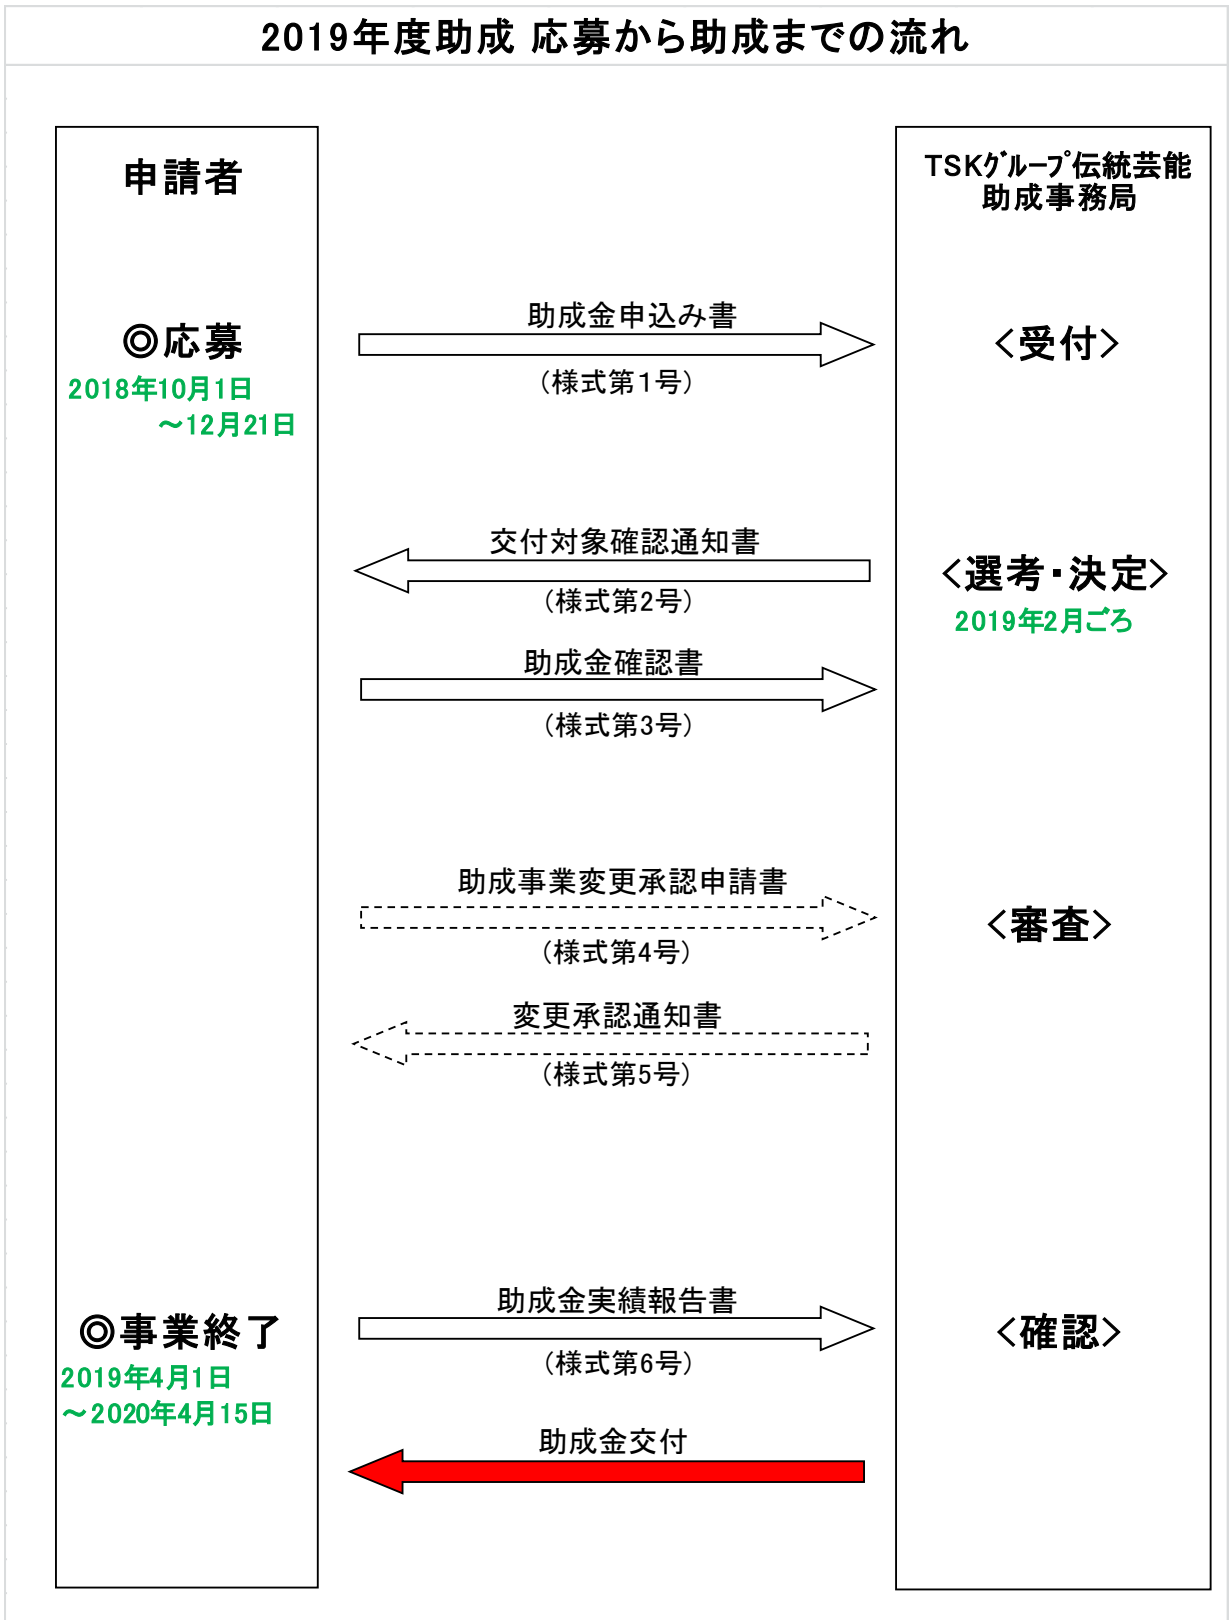 2019年度助成 応募から助成までの流れ
申請者
TSKｸﾞﾙｰﾌﾟ伝統芸能
助成事務局
◎応募
2018年10月1日
～12月21日
助成金申込み書
(様式第1号)
<受付>
交付対象確認通知書
(様式第2号)
<選考・決定>
2019年2月ごろ
助成金確認書
(様式第3号)
助成事業変更承認申請書
(様式第4号)
<審査>
変更承認通知書
(様式第5号)
◎事業終了
2019年4月1日
～2020年4月15日
助成金実績報告書
(様式第6号)
<確認>
助成金交付